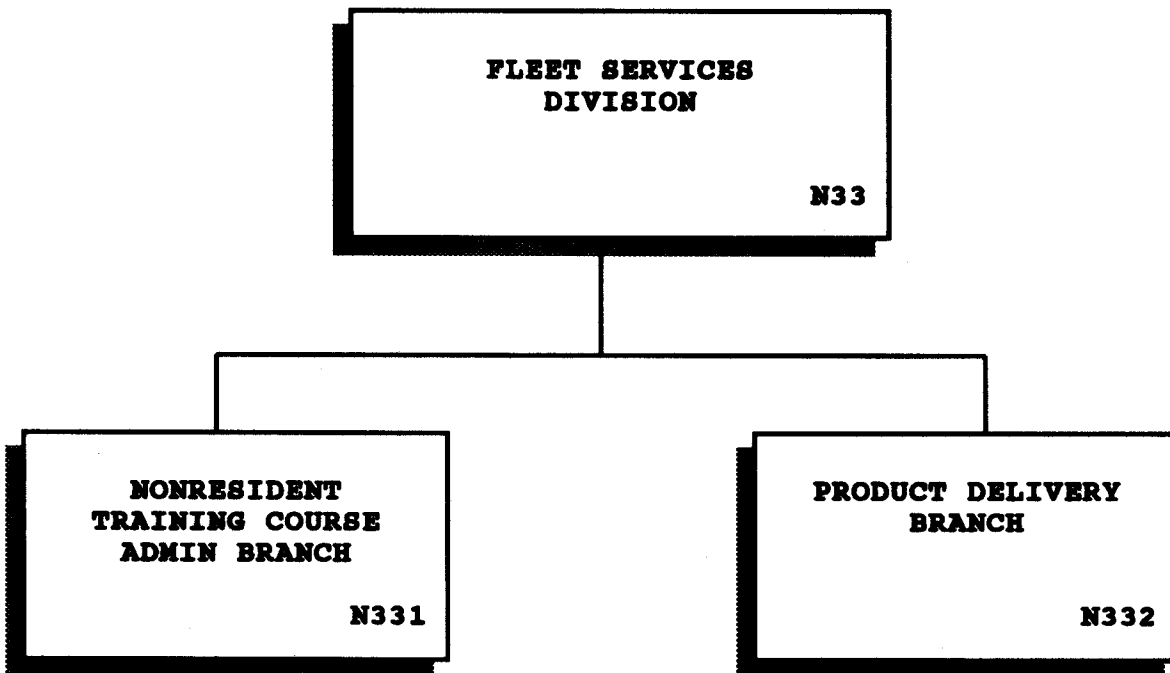 FLEET SERVICES
DIVISION
N33
NONRESIDENT
TRAINING COURSE
ADMIN BRANCH
N331
PRODUCT DELIVERY
BRANCH
N332